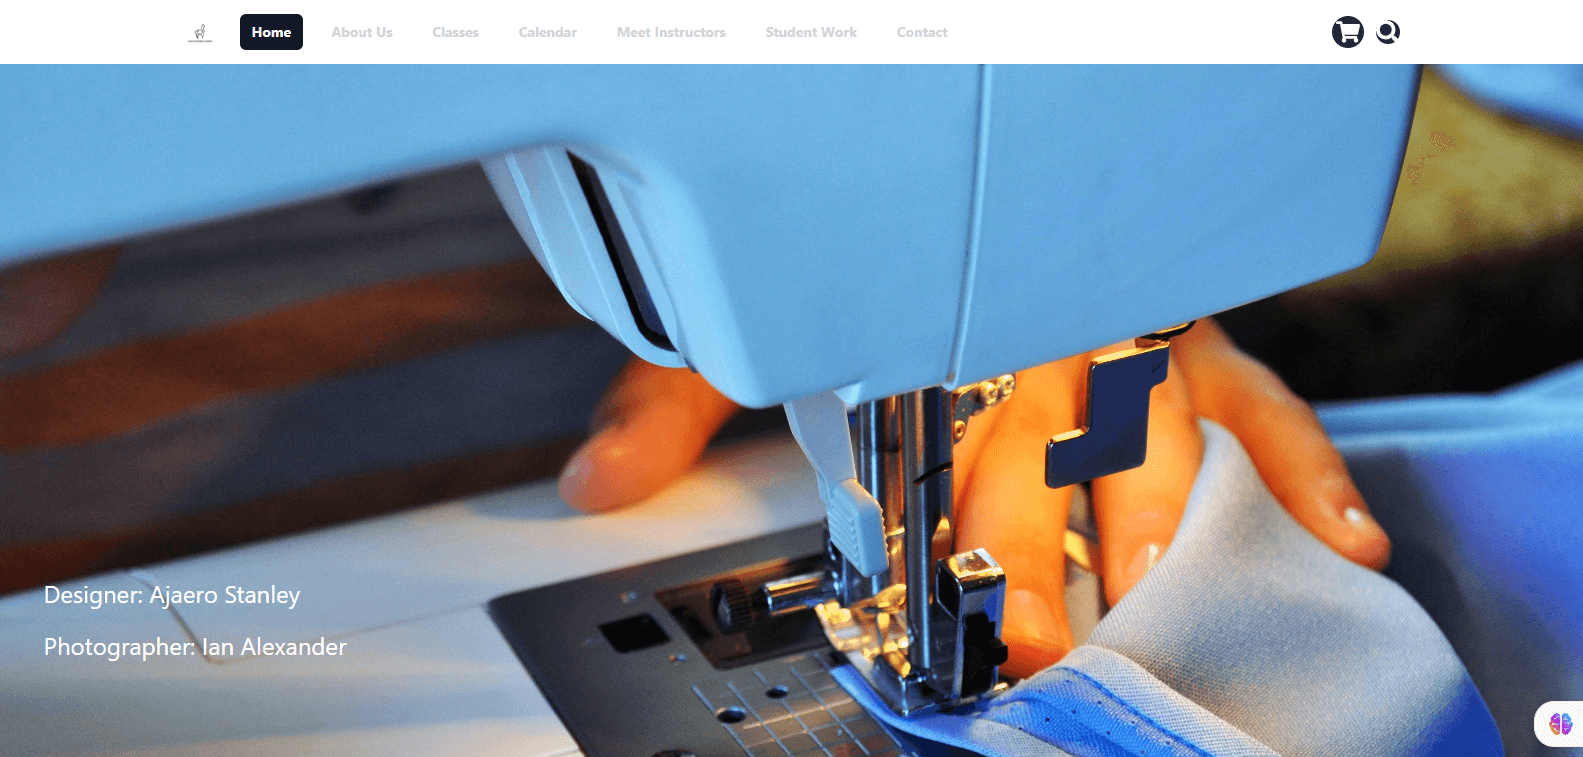 Home
About Us
Classes
Calendar
Meet Instructors
Student Work
Contact
Designer: Ajaero Stanley
Photographer: Ian Alexander